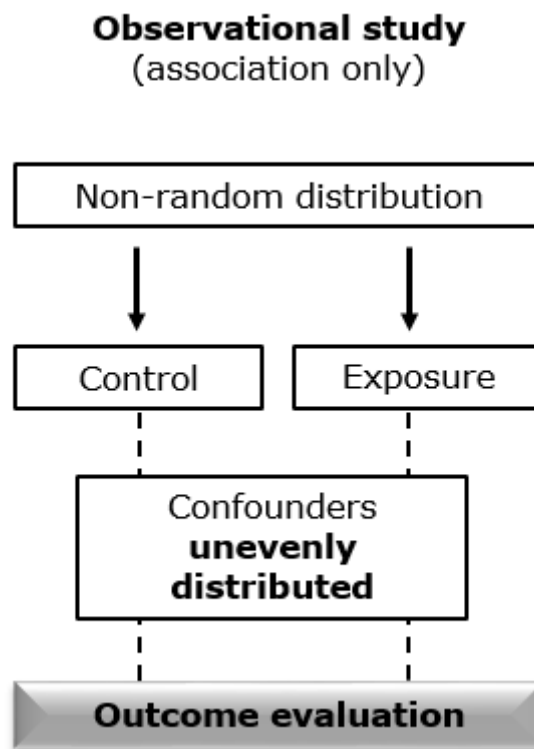 Observational study
(association only)
Non-random distribution
Control
Exposure
Confounders
unevenly
distributed
Outcome evaluation